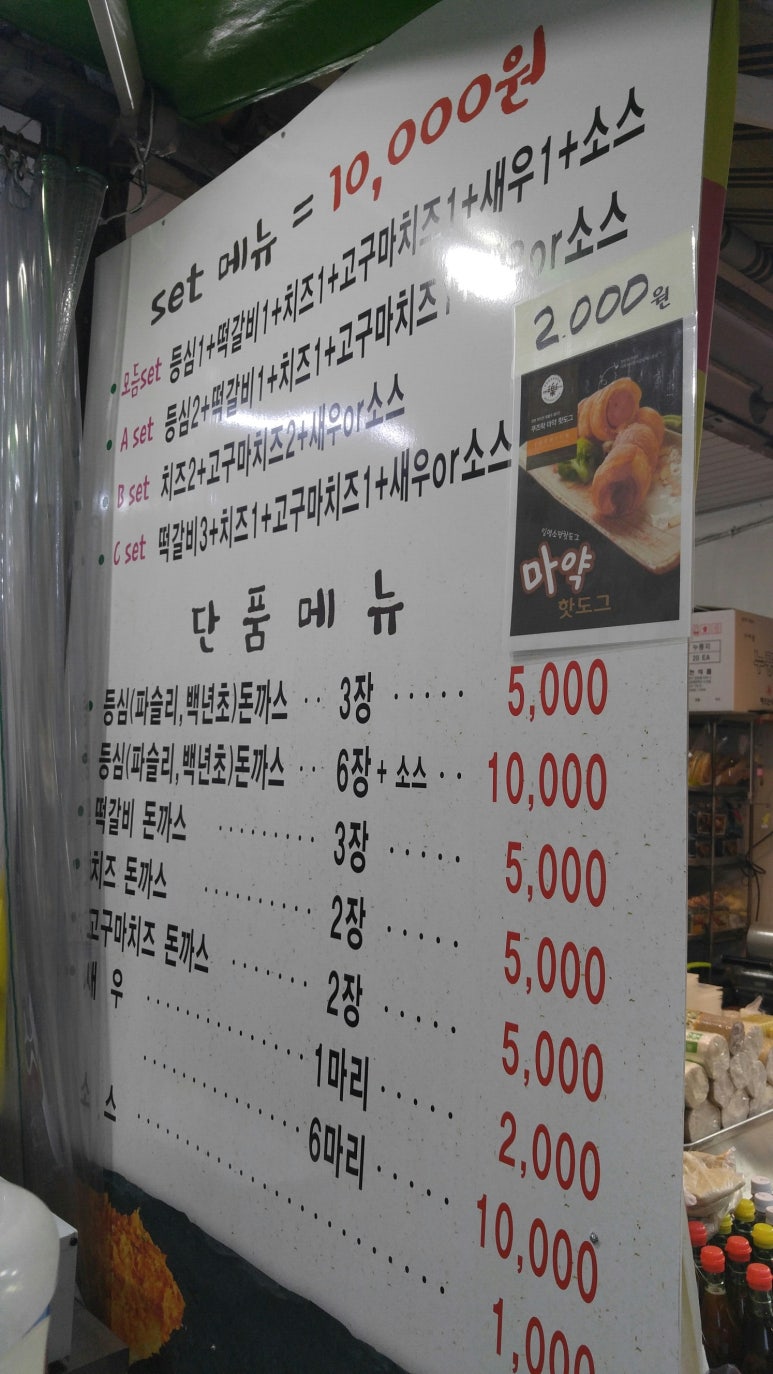 set 메뉴 = 10,000원
모듬set 등심1+떡갈비1+치즈1+고구마치즈1+새우1+소스
A set 등심2+떡갈비1+치즈1+고구마치즈1+새우or소스
B set 치즈2+고구마치즈2+새우or소스
C set 떡갈비3+치즈1+고구마치즈1+새우or소스
2.000원
마약
핫도그
단품메뉴
등심(파슬리,백년초)돈까스 ·· 3장 ····· 5,000
등심(파슬리,백년초)돈까스 ·· 6장+ 소스 ·· 10,000
떡갈비 돈까스 ········· 3장 ····· 5,000
치즈 돈까스 ·········· 2장 ····· 5,000
고구마치즈 돈까스 ······· 2장 ····· 5,000
새 우 ·············· 1마리 ····· 2,000
·············· 6마리 ····· 10,000
소 스 ························ 1,000
누룽지
20 EA